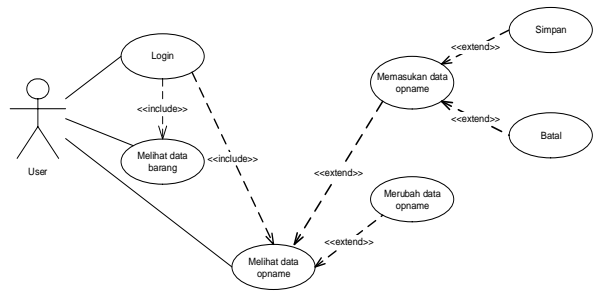 Simpan
<<extend>>
Login
Memasukan data
opname
<<include>>
<<extend>>
Batal
Melihat data
barang
<<include>>
User
<<extend>>
Merubah data
opname
<<extend>>
Melihat data
opname